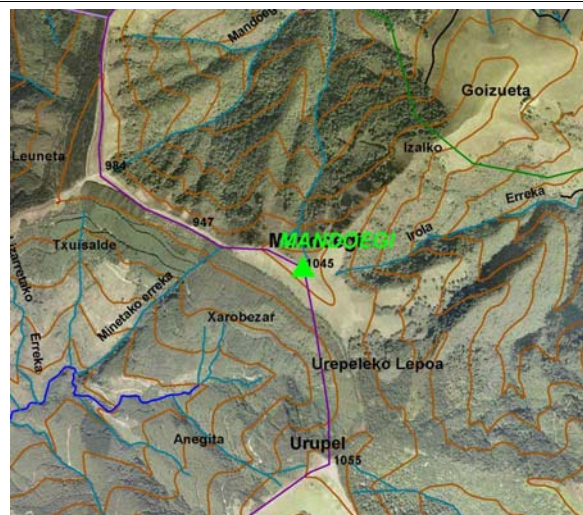 Mandoegi
Goizueta
Leuneta
Izalko
984
Erreka
947
Irola
Txuisalde
MANDOEGI
1045
Izarretako
Erreka
Minetako erreka
Xarobezar
Urepeleko Lepoa
Anegita
Urupel
1055